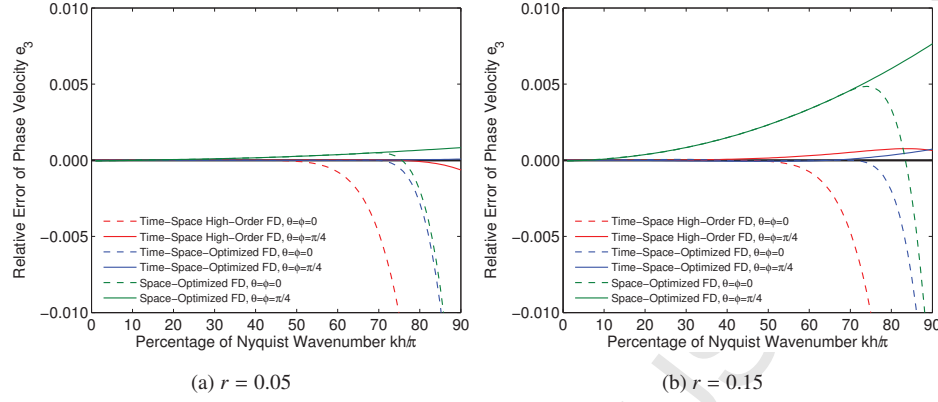 0.010
0.005
0.000
−0.005
−0.010
Relative Error of Phase Velocity e3
Time−Space High−Order FD, θ=ϕ=0
Time−Space High−Order FD, θ=ϕ=π/4
Time−Space−Optimized FD, θ=ϕ=0
Time−Space−Optimized FD, θ=ϕ=π/4
Space−Optimized FD, θ=ϕ=0
Space−Optimized FD, θ=ϕ=π/4
0 10 20 30 40 50 60 70 80 90
Percentage of Nyquist Wavenumber kh/π
(a) r = 0.05
0.010
0.005
0.000
−0.005
−0.010
Relative Error of Phase Velocity e3
Time−Space High−Order FD, θ=ϕ=0
Time−Space High−Order FD, θ=ϕ=π/4
Time−Space−Optimized FD, θ=ϕ=0
Time−Space−Optimized FD, θ=ϕ=π/4
Space−Optimized FD, θ=ϕ=0
Space−Optimized FD, θ=ϕ=π/4
0 10 20 30 40 50 60 70 80 90
Percentage of Nyquist Wavenumber kh/π
(b) r = 0.15